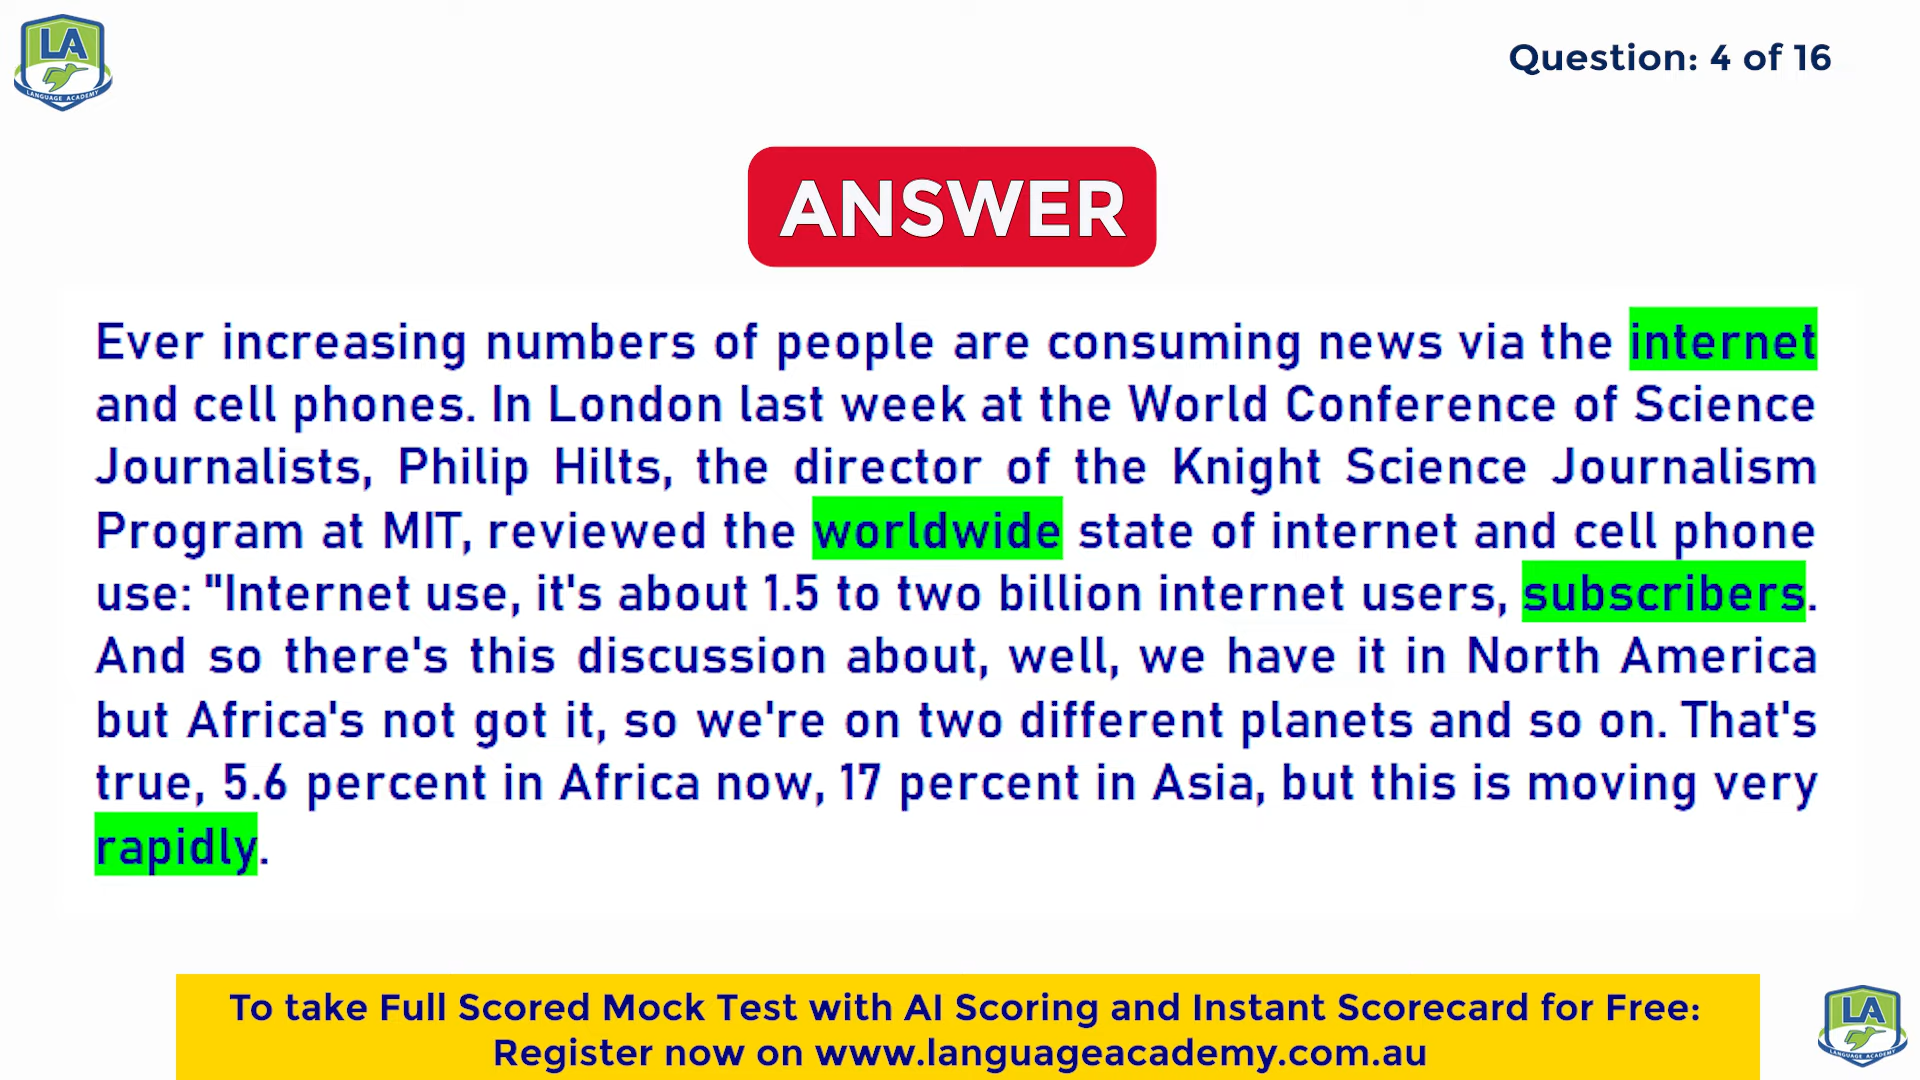 LA
LANGUAGE ACADEMY
Question: 4 of 16
ANSWER
Ever increasing numbers of people are consuming news via the internet
and cell phones. In London last week at the World Conference of Science
Journalists, Philip Hilts, the director of the Knight Science Journalism
Program at MIT, reviewed the worldwide state of internet and cell phone
use: "Internet use, it's about 1.5 to two billion internet users, subscribers.
And so there's this discussion about, well, we have it in North America
but Africa's not got it, so we're on two different planets and so on. That's
true, 5.6 percent in Africa now, 17 percent in Asia, but this is moving very
rapidly.
To take Full Scored Mock Test with AI Scoring and Instant Scorecard for Free:
Register now on www.languageacademy.com.au
LA
LANGUAGE ACADEMY